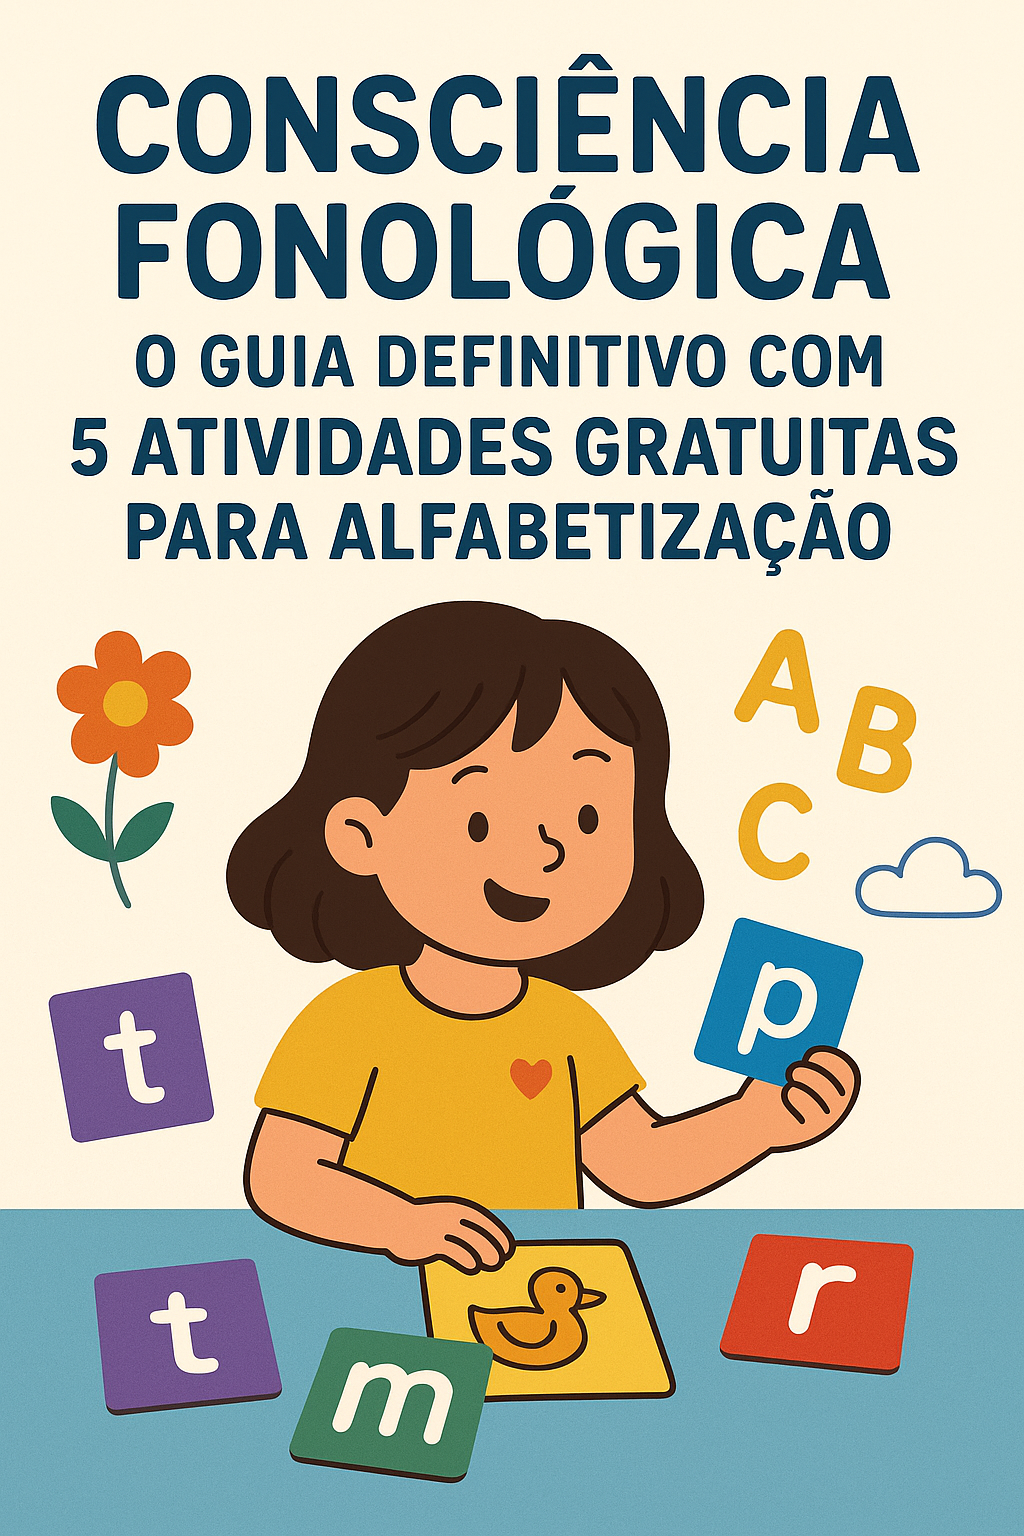 CONSCIÊNCIA
FONOLÓGICA
O GUIA DEFINITIVO COM
5 ATIVIDADES GRATUITAS
PARA ALFABETIZAÇÃO
A
B
C
p
t
t
m
r